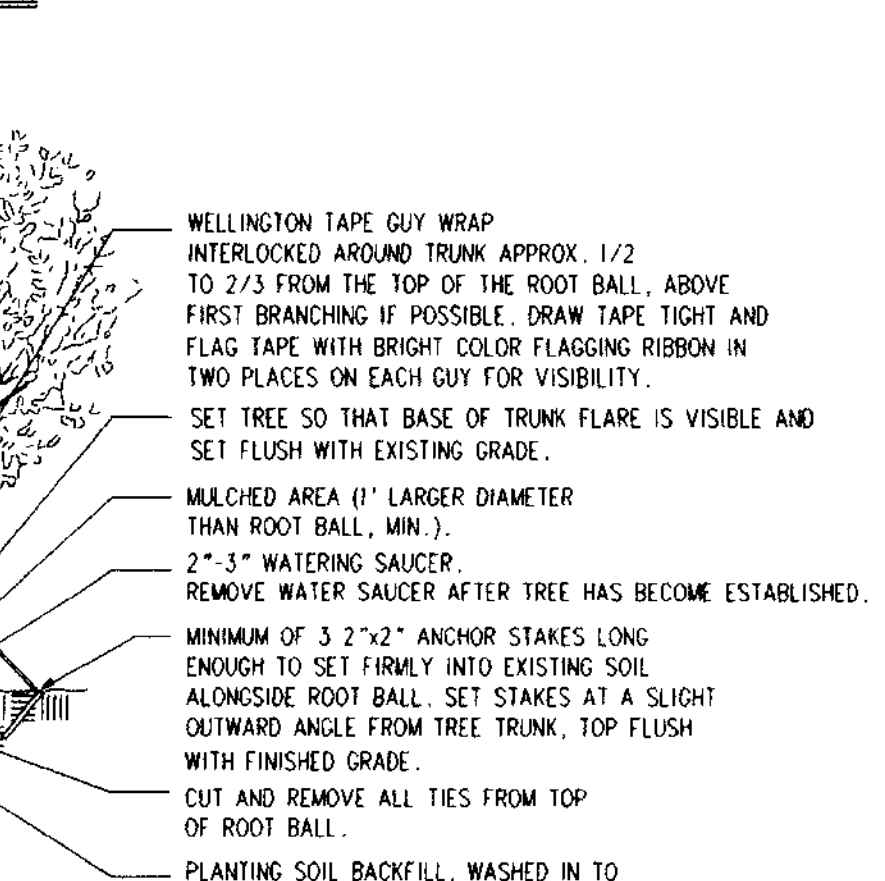 WELLINGTON TAPE GUY WRAP
INTERLOCKED AROUND TRUNK APPROX. 1/2
TO 2/3 FROM THE TOP OF THE ROOT BALL, ABOVE
FIRST BRANCHING IF POSSIBLE. DRAW TAPE TIGHT AND
FLAG TAPE WITH BRIGHT COLOR FLAGGING RIBBON IN
TWO PLACES ON EACH GUY FOR VISIBILITY.
SET TREE SO THAT BASE OF TRUNK FLARE IS VISIBLE AND
SET FLUSH WITH EXISTING GRADE.
MULCHED AREA (1' LARGER DIAMETER
THAN ROOT BALL, MIN.).
2"-3" WATERING SAUCER.
REMOVE WATER SAUCER AFTER TREE HAS BECOME ESTABLISHED.
MINIMUM OF 3 2"x2" ANCHOR STAKES LONG
ENOUGH TO SET FIRMLY INTO EXISTING SOIL
ALONGSIDE ROOT BALL. SET STAKES AT A SLIGHT
OUTWARD ANGLE FROM TREE TRUNK, TOP FLUSH
WITH FINISHED GRADE.
CUT AND REMOVE ALL TIES FROM TOP
OF ROOT BALL.
PLANTING SOIL BACKFILL, WASHED IN TO